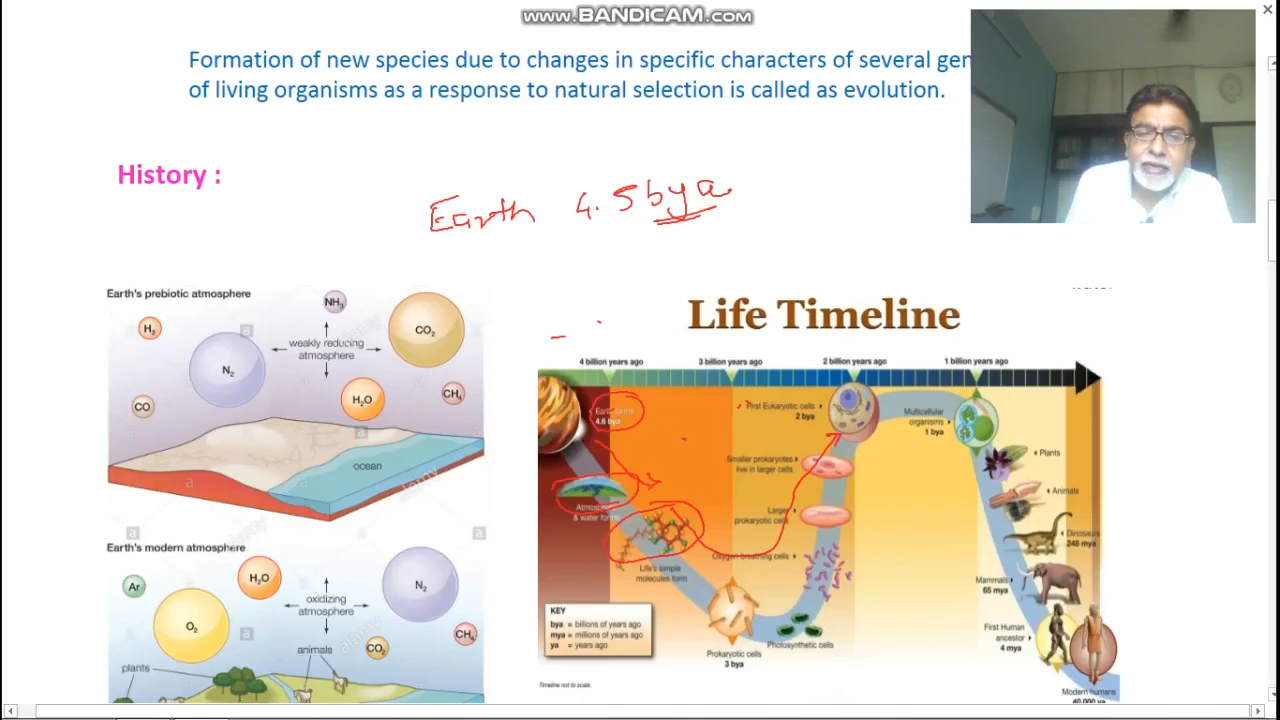 www.BANDICAM.com
Formation of new species due to changes in specific characters of several gen
of living organisms as a response to natural selection is called as evolution.
History :
Earth 4.5 bya
Earth's prebiotic atmosphere
NH3
H2
CO2
weakly reducing
atmosphere
N2
H2O
CH4
CO
ocean
Earth's modern atmosphere
H2O
N2
Ar
oxidizing
atmosphere
O2
CH4
CO2
animals
plants
Life Timeline
4 billion years ago
3 billion years ago
2 billion years ago
1 billion years ago
Earth forms
4.6 bya
First Eukaryotic cells
2 bya
Multicellular
organisms
1 bya
Plants
Smaller prokaryotes
live in larger cells
Animals
Atmosphere
& water form
Larger
prokaryotic cells
Dinosaurs
248 mya
Oxygen breathing cells
Life's simple
molecules form
Mammals
65 mya
KEY
bya = billions of years ago
mya = millions of years ago
ya = years ago
First Human
ancestor
4 mya
Photosynthetic cells
Prokaryotic cells
3 bya
Timeline not to scale.
Modern humans